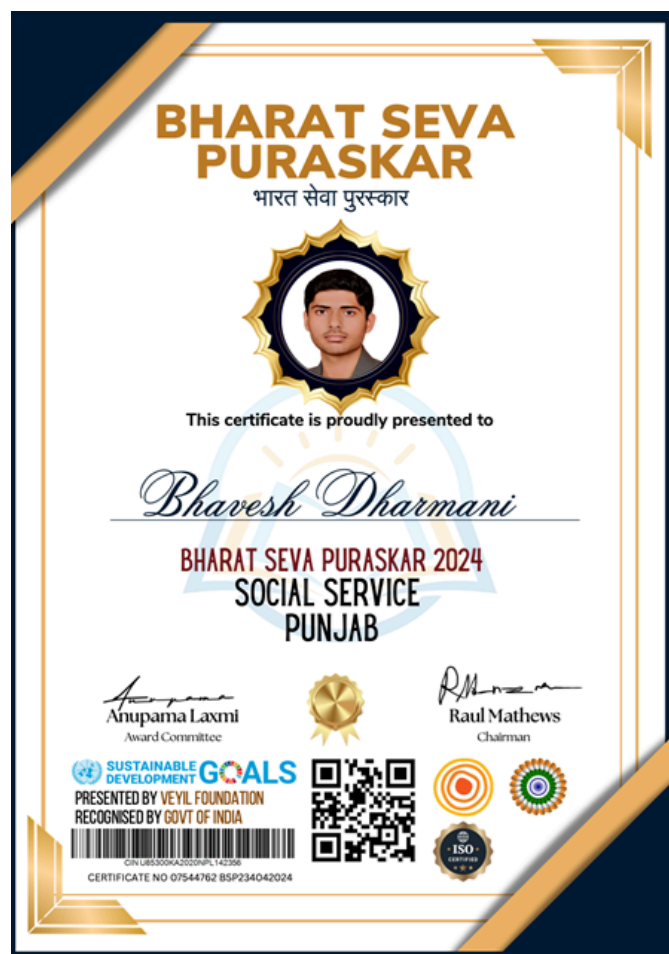 BHARAT SEVA
PURASKAR
भारत सेवा पुरस्कार
This certificate is proudly presented to
Bhavesh Dharmani
BHARAT SEVA PURASKAR 2024
SOCIAL SERVICE
PUNJAB
Anupama
Anupama Laxmi
Award Committee
Raul Mathews
Chairman
SUSTAINABLE
DEVELOPMENT GOALS
PRESENTED BY VEYIL FOUNDATION
RECOGNISED BY GOVT OF INDIA
CIN U85300KA2020NPL142356
CERTIFICATE NO 07544762 BSP234042024
ISO
CERTIFIED